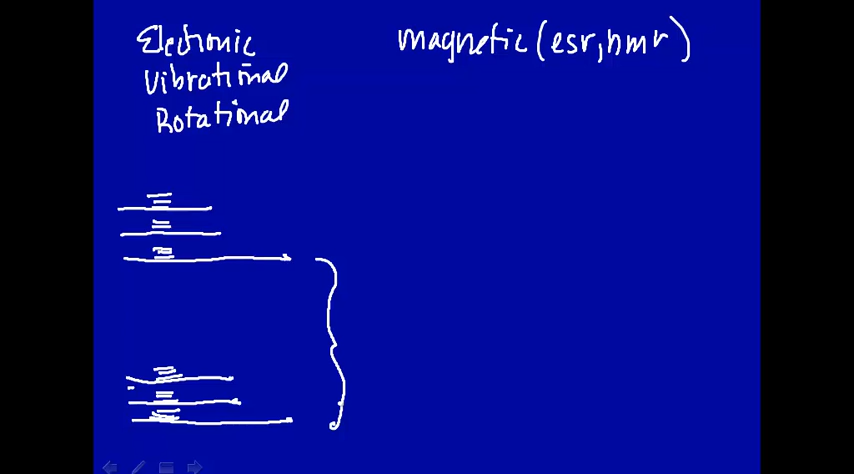 Electronic
Vibrational
Rotational
magnetic (esr, nmr)